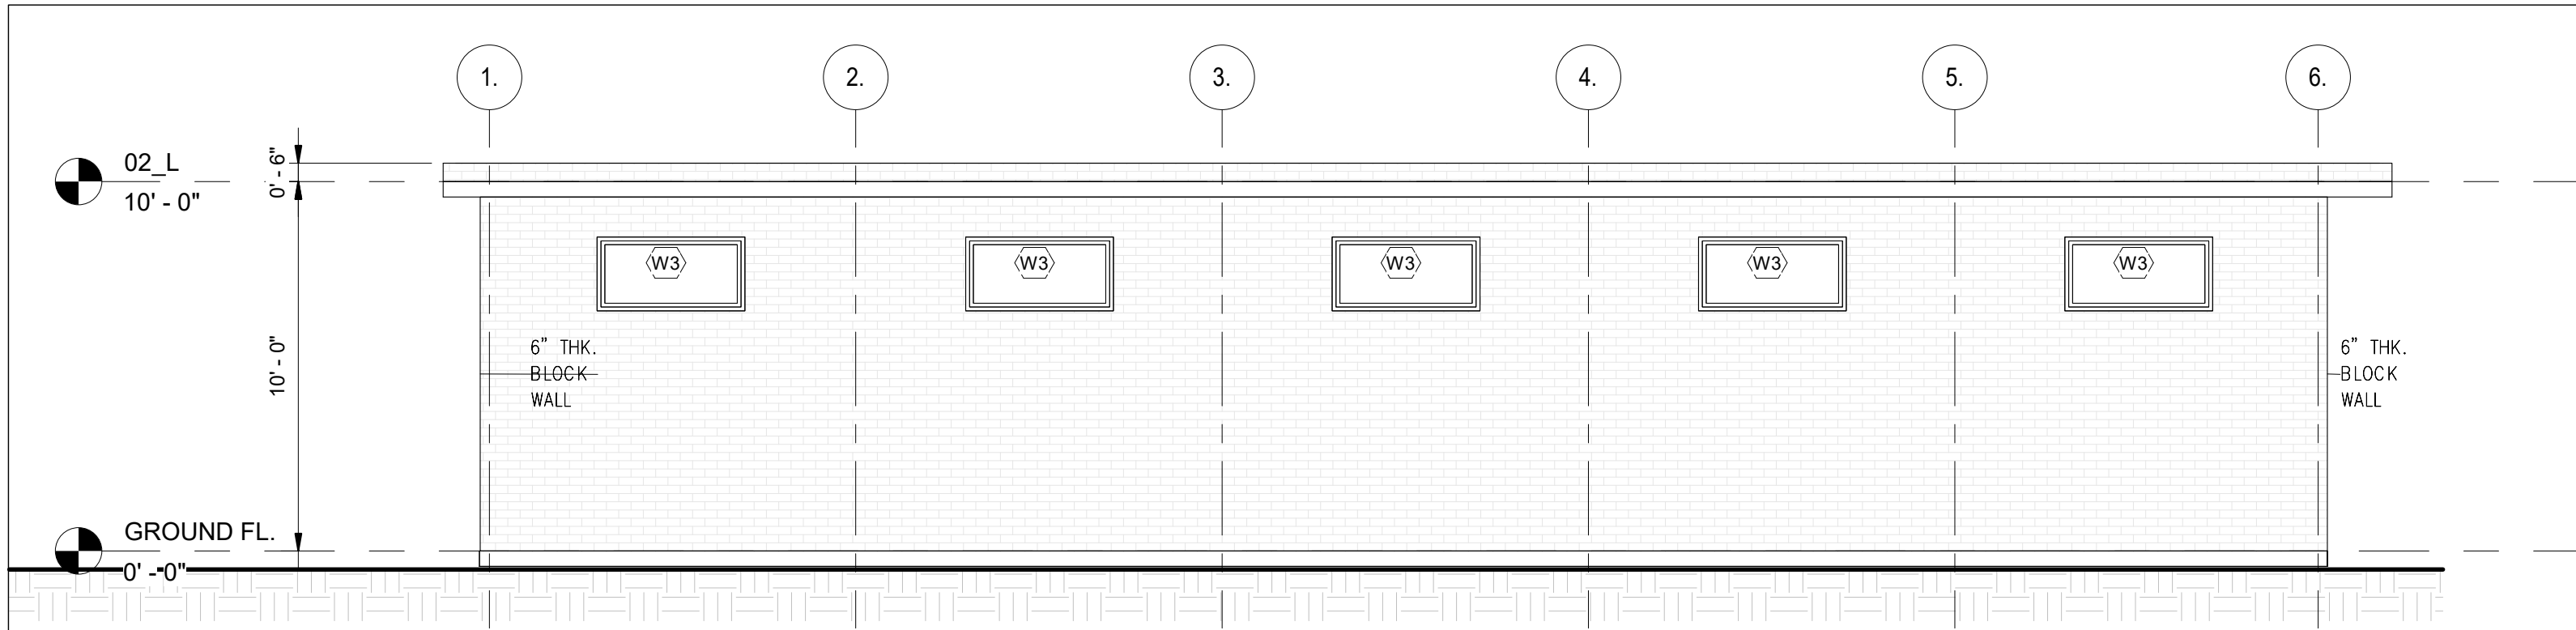 1.
2.
3.
4.
5.
6.
02_L
10' - 0"
0' - 6"
W3
W3
W3
W3
W3
10' - 0"
6” THK.
BLOCK
WALL
6” THK.
BLOCK
WALL
GROUND FL.
0' - 0"